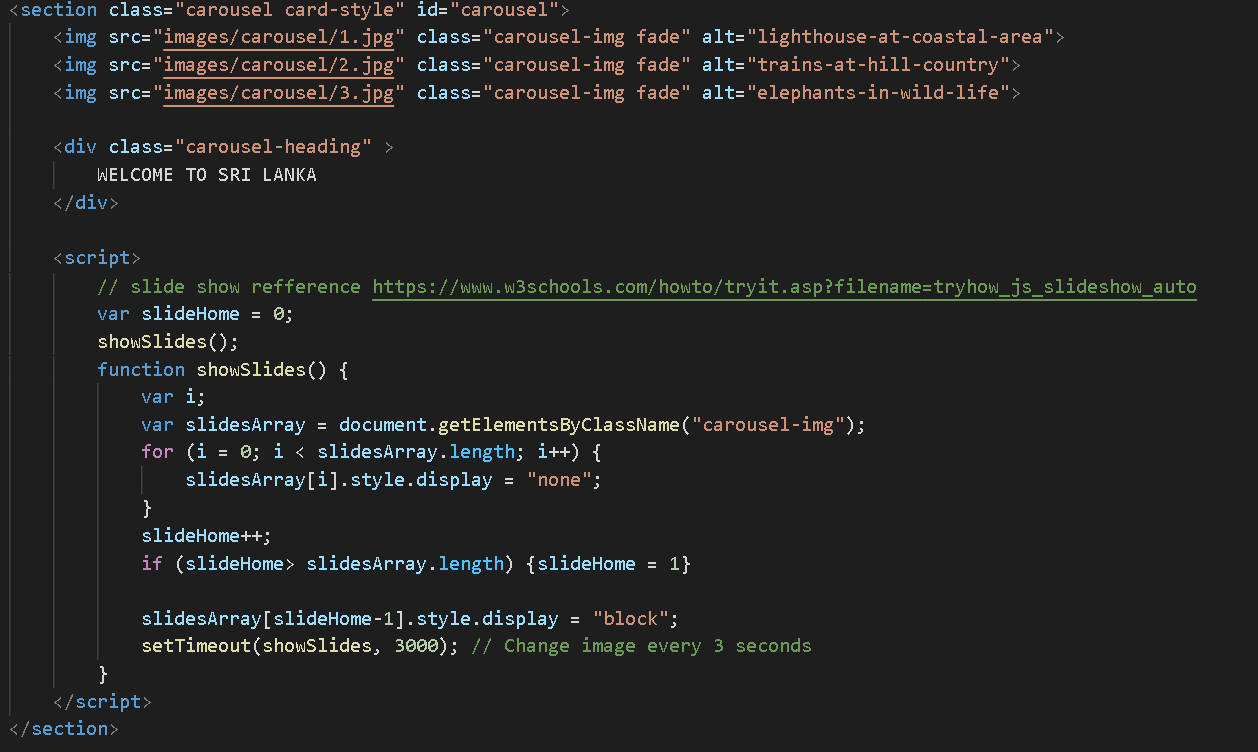 <section class="carousel card-style" id="carousel">
<img src="images/carousel/1.jpg" class="carousel-img fade" alt="lighthouse-at-coastal-area">
<img src="images/carousel/2.jpg" class="carousel-img fade" alt="trains-at-hill-country">
<img src="images/carousel/3.jpg" class="carousel-img fade" alt="elephants-in-wild-life">
<div class="carousel-heading" >
WELCOME TO SRI LANKA
</div>
<script>
// slide show refference https://www.w3schools.com/howto/tryit.asp?filename=tryhow_js_slideshow_auto
var slideHome = 0;
showSlides();
function showSlides() {
var i;
var slidesArray = document.getElementsByClassName("carousel-img");
for (i = 0; i < slidesArray.length; i++) {
slidesArray[i].style.display = "none";
}
slideHome++;
if (slideHome> slidesArray.length) {slideHome = 1}
slidesArray[slideHome-1].style.display = "block";
setTimeout(showSlides, 3000); // Change image every 3 seconds
}
</script>
</section>